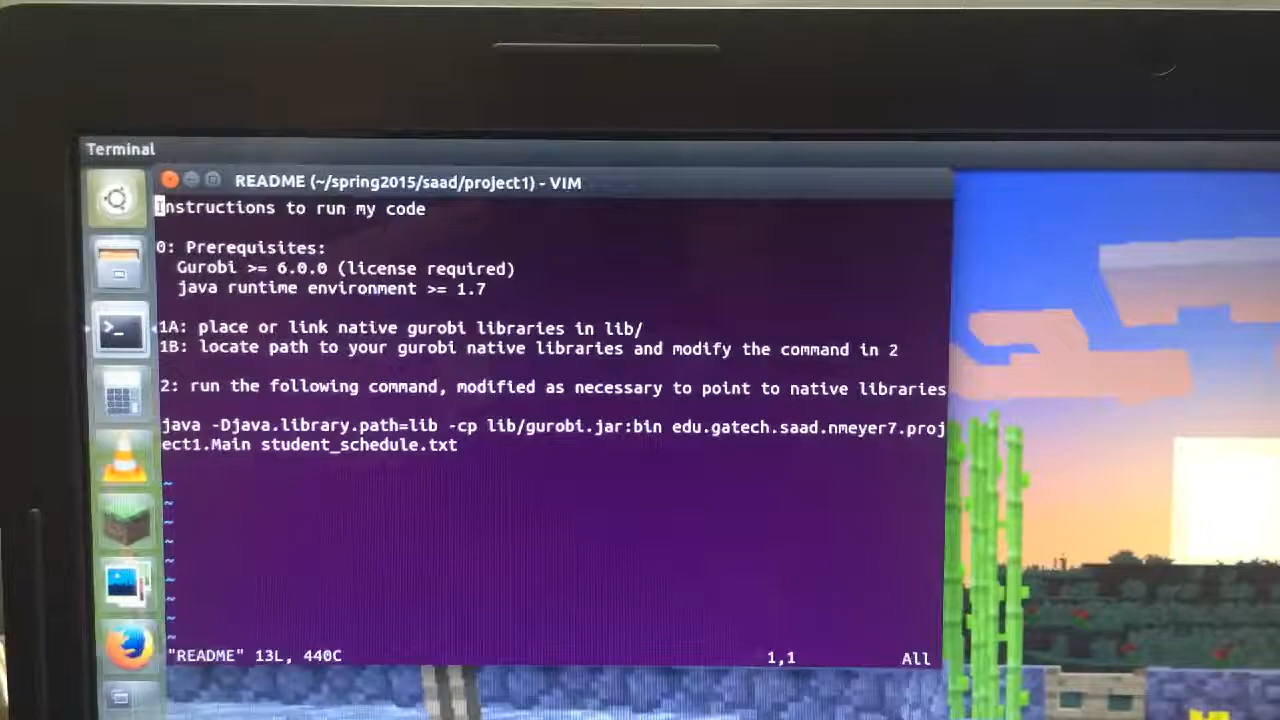 Terminal
README (~/spring2015/saad/project1) - VIM
Instructions to run my code
0: Prerequisites:
Gurobi >= 6.0.0 (license required)
java runtime environment >= 1.7
1A: place or link native gurobi libraries in lib/
1B: locate path to your gurobi native libraries and modify the command in 2
2: run the following command, modified as necessary to point to native libraries
java -Djava.library.path=lib -cp lib/gurobi.jar:bin edu.gatech.saad.nmeyer7.proj
ect1.Main student_schedule.txt
~
~
~
~
~
~
~
~
~
"README" 13L, 440C 1,1 All